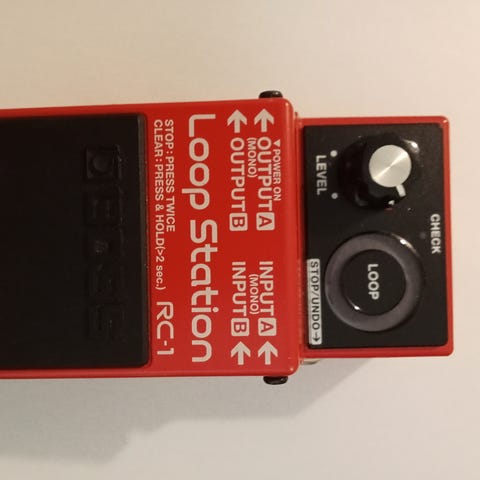 CHECK
LEVEL
LOOP
STOP/UNDO→
▼POWER ON
←OUTPUT A INPUT A←
(MONO) (MONO)
←OUTPUT B INPUT B←
Loop Station
RC-1
STOP:PRESS TWICE
CLEAR:PRESS & HOLD(>2 sec.)
BOSS